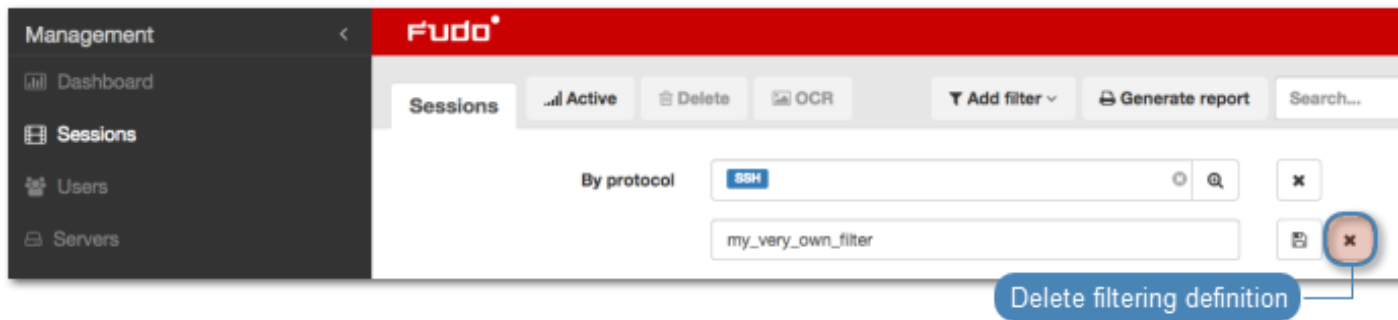 Management
Fudo
Dashboard
Sessions
Active
Delete
OCR
Add filter
Generate report
Search...
Sessions
By protocol
SSH
Users
my_very_own_filter
Servers
Delete filtering definition